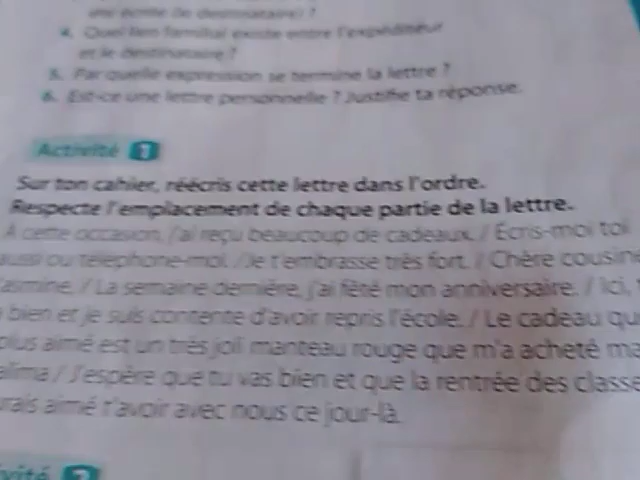 une lettre (le destinataire) ?
4. Quel lien familial existe entre l'expéditeur
et le destinataire ?
5. Par quelle expression se termine la lettre ?
6. Est-ce une lettre personnelle ? Justifie ta réponse.
Activité 1
Sur ton cahier, réécris cette lettre dans l'ordre.
Respecte l'emplacement de chaque partie de la lettre.
À cette occasion, j'ai reçu beaucoup de cadeaux. / Écris-moi toi
aussi ou téléphone-moi. / Je t'embrasse très fort. / Chère cousine
/ La semaine dernière, j'ai fêté mon anniversaire. / Ici,
bien et je suis contente d'avoir repris l'école. / Le cadeau
plus aimé est un très joli manteau rouge que m'a acheté
/ J'espère que tu vas bien et que la rentrée des classe
aimé t'avoir avec nous ce jour-là.